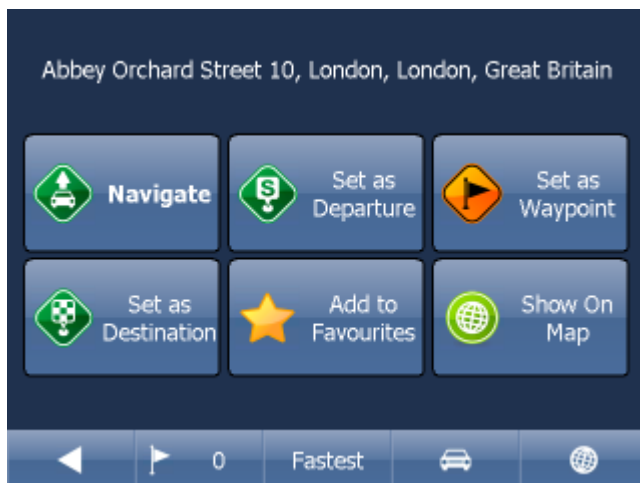 Abbey Orchard Street 10, London, London, Great Britain
Navigate
Set as
Departure
Set as
Waypoint
S
Set as
Destination
Add to
Favourites
Show On
Map
0
Fastest